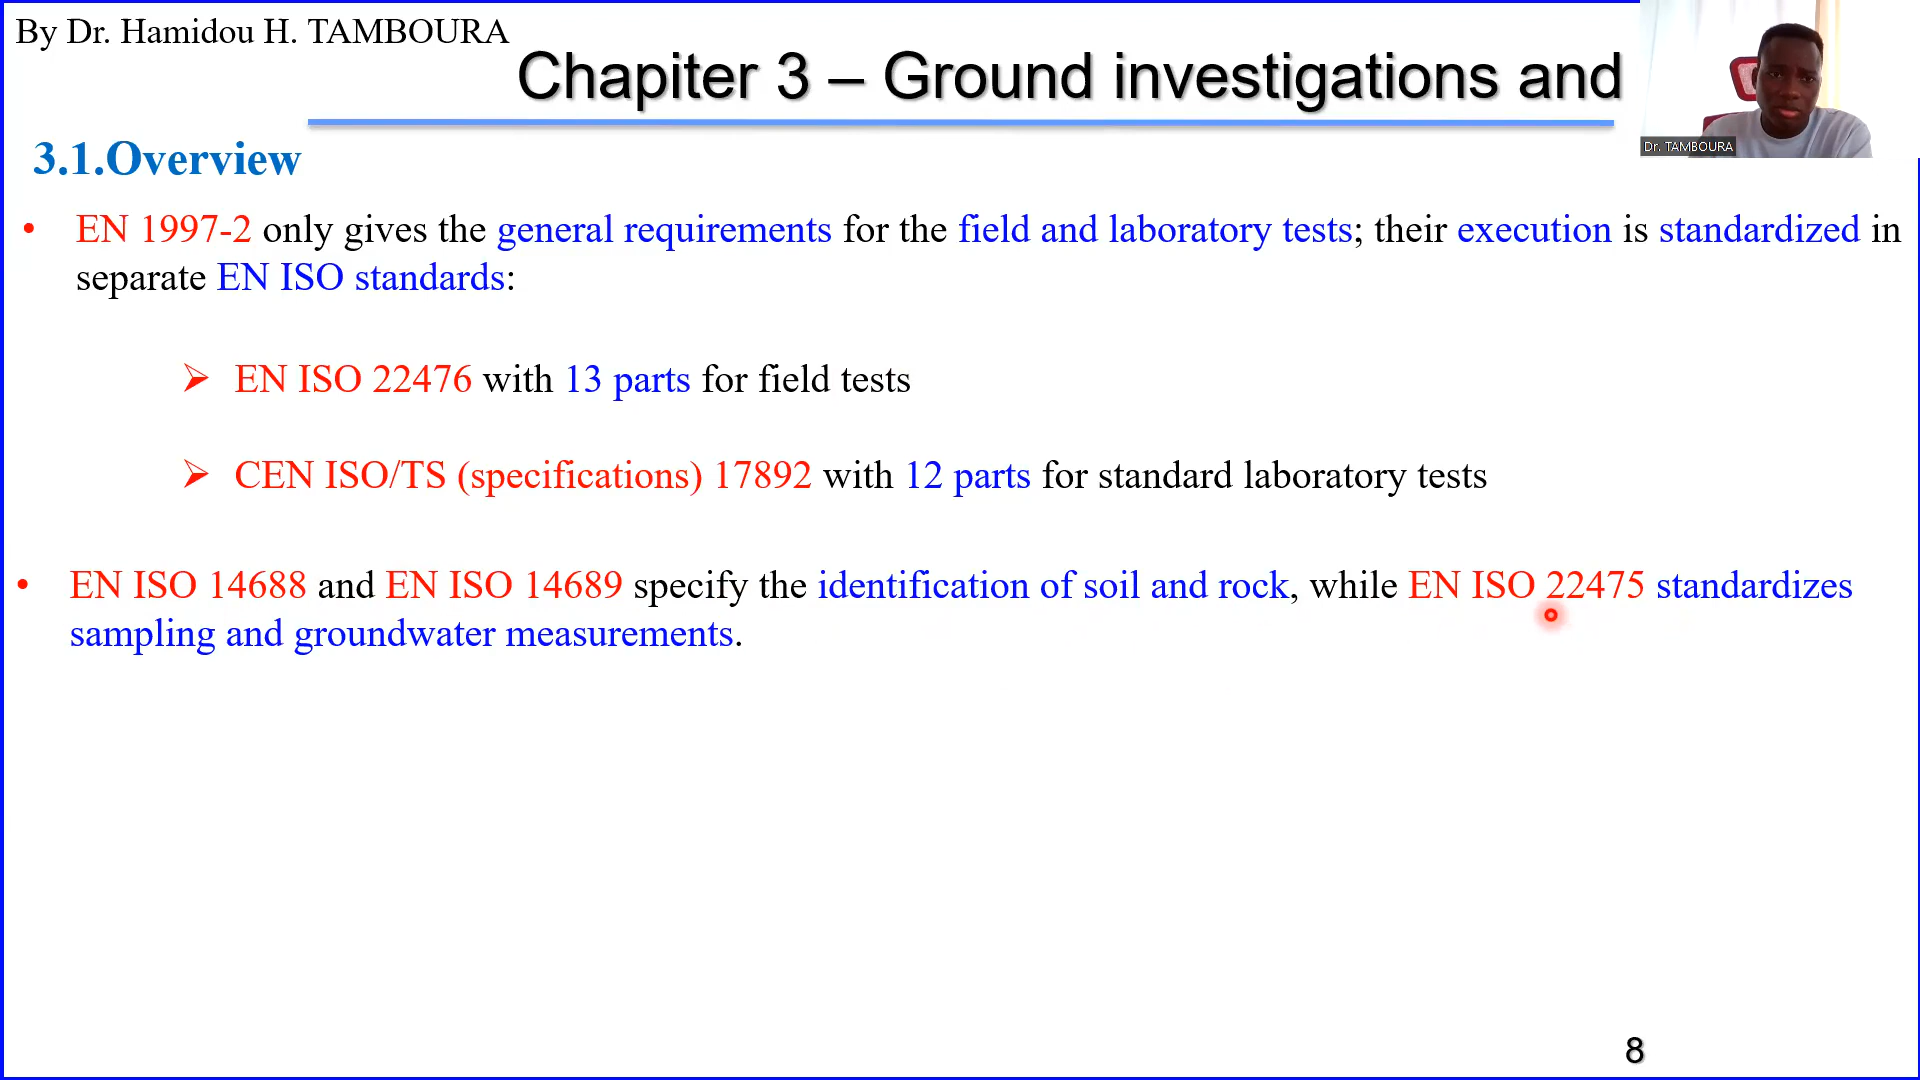 By Dr. Hamidou H. TAMBOURA
Chapiter 3 – Ground investigations and
Dr. TAMBOURA
3.1.Overview
• EN 1997-2 only gives the general requirements for the field and laboratory tests; their execution is standardized in
separate EN ISO standards:
➢ EN ISO 22476 with 13 parts for field tests
➢ CEN ISO/TS (specifications) 17892 with 12 parts for standard laboratory tests
• EN ISO 14688 and EN ISO 14689 specify the identification of soil and rock, while EN ISO 22475 standardizes
sampling and groundwater measurements.
8